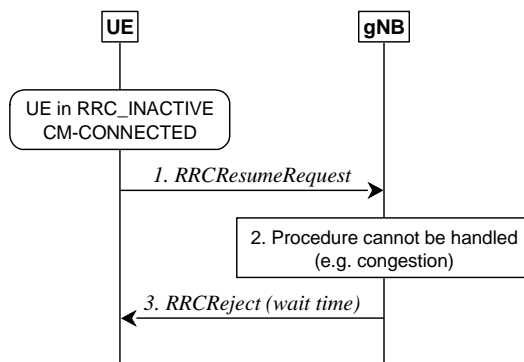 UE
gNB
UE in RRC_INACTIVE
CM-CONNECTED
1. RRCResumeRequest
2. Procedure cannot be handled
(e.g. congestion)
3. RRCReject (wait time)